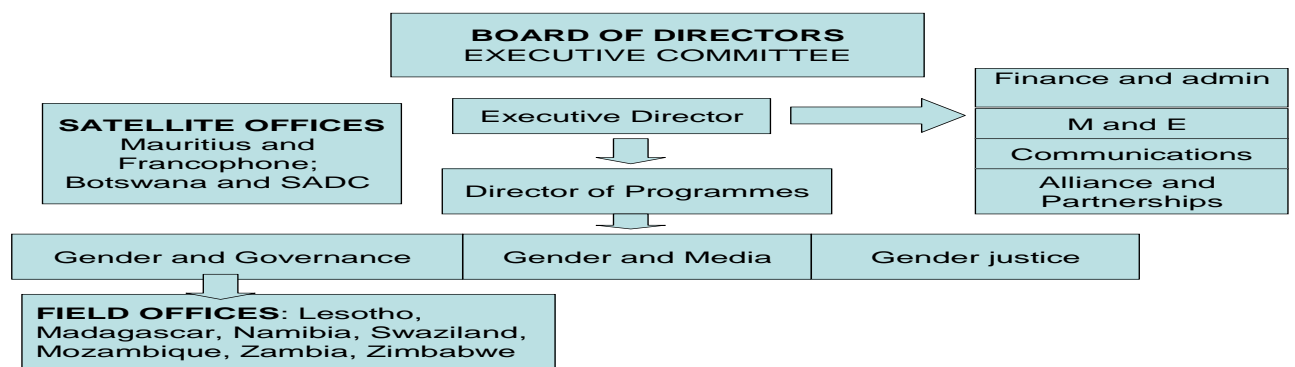 BOARD OF DIRECTORS
EXECUTIVE COMMITTEE
Finance and admin
M and E
Communications
Alliance and
Partnerships
SATELLITE OFFICES
Mauritius and
Francophone;
Botswana and SADC
Executive Director
Director of Programmes
Gender and Governance
Gender and Media
Gender justice
FIELD OFFICES: Lesotho,
Madagascar, Namibia, Swaziland,
Mozambique, Zambia, Zimbabwe